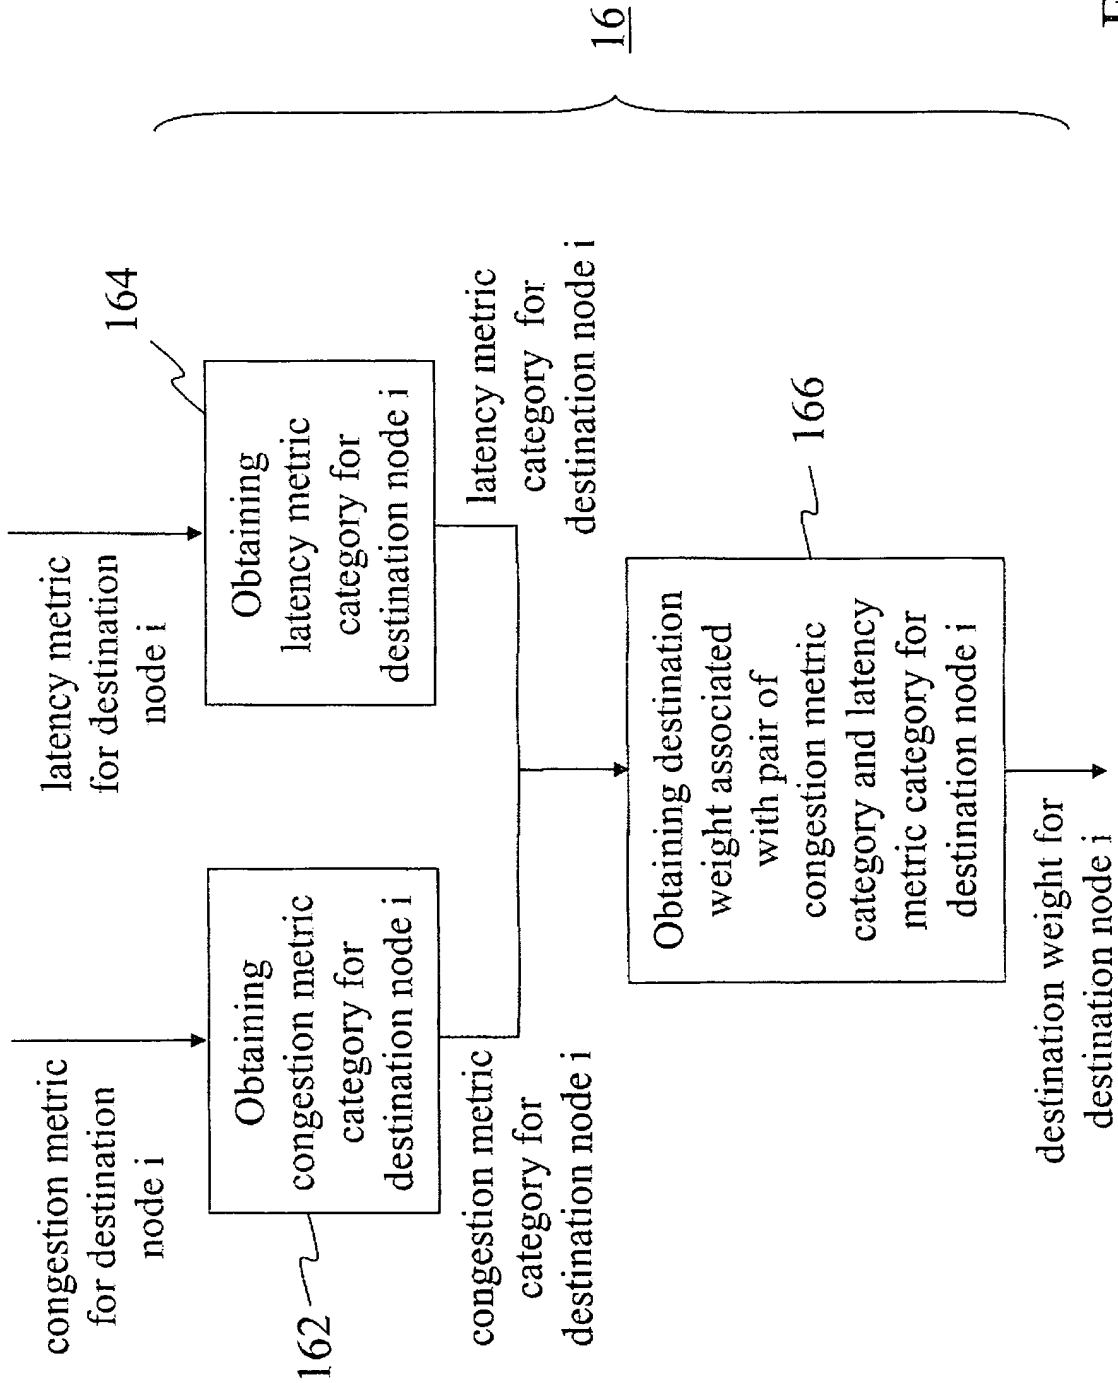 congestion metric
for destination
node i
latency metric
for destination
node i
162
Obtaining
congestion metric
category for
destination node i
164
Obtaining
latency metric
category for
destination node i
congestion metric
category for
destination node i
latency metric
category for
destination node i
Obtaining destination
weight associated
with pair of
congestion metric
category and latency
metric category for
destination node i
166
destination weight for
destination node i
16